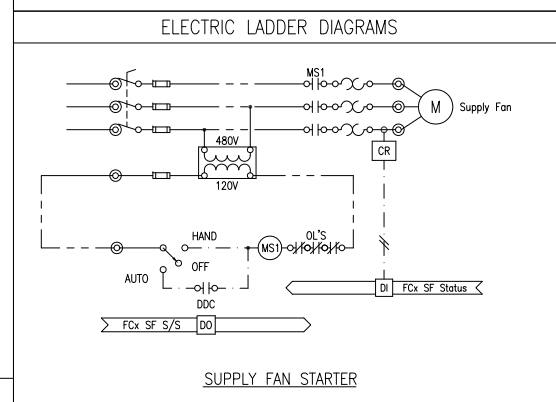 ELECTRIC LADDER DIAGRAMS
MS1
M
Supply Fan
480V
CR
120V
HAND
OL'S
MS1
OFF
AUTO
DDC
DI
FCx SF Status
FCx SF S/S
DO
SUPPLY FAN STARTER